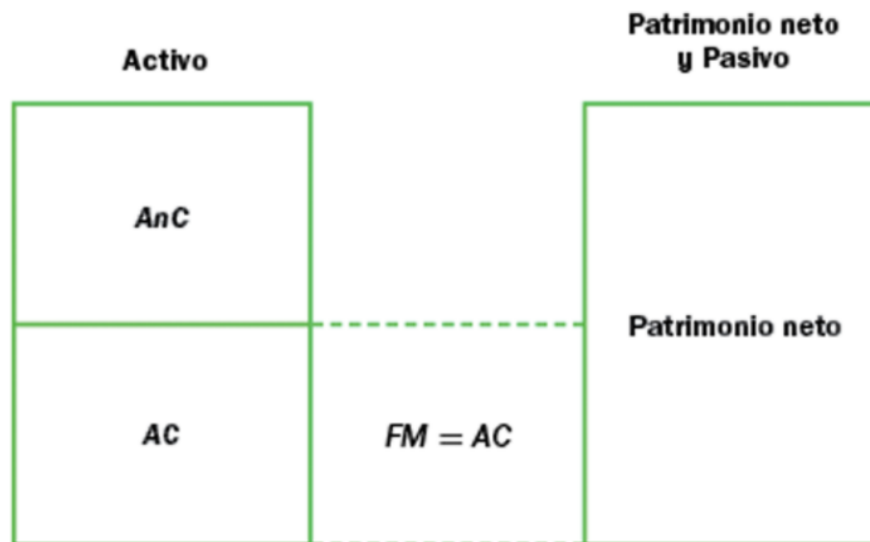 Activo
Patrimonio neto
y Pasivo
AnC
Patrimonio neto
AC
FM = AC